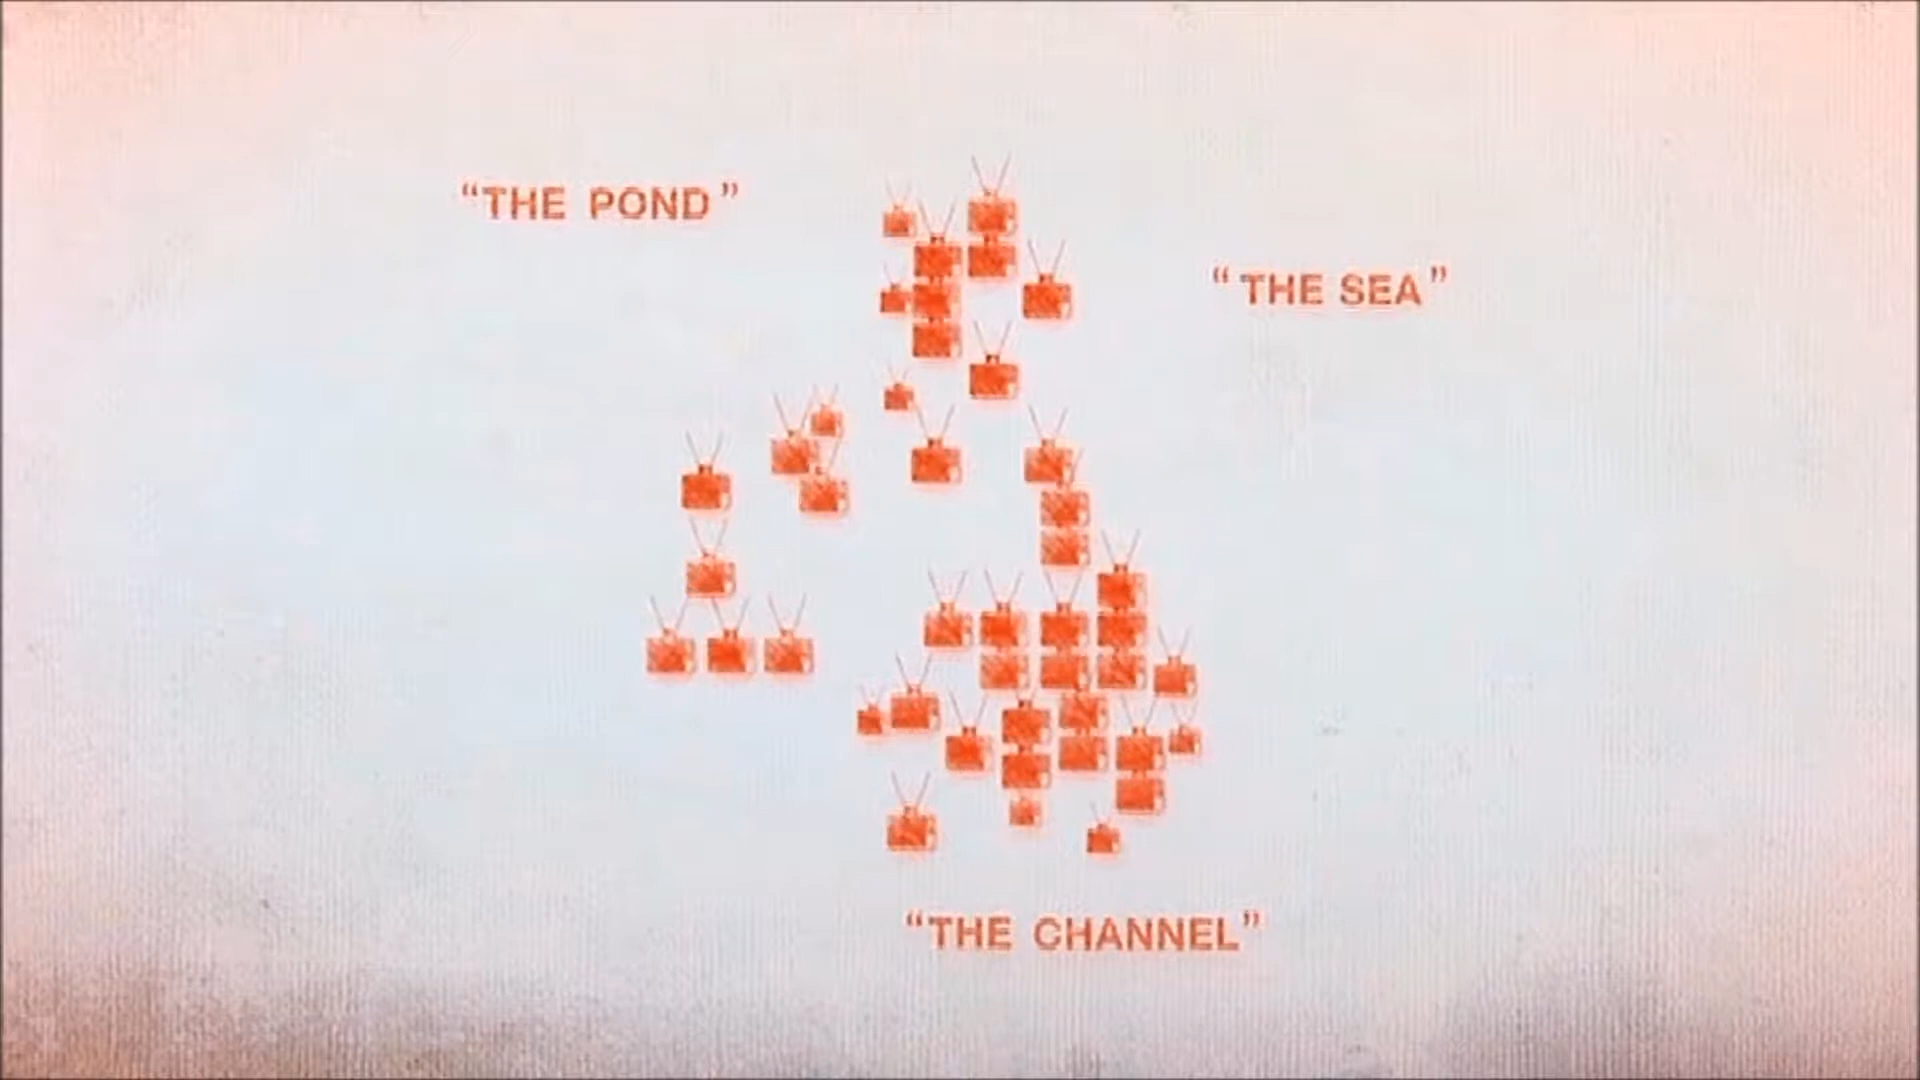 “THE POND”
“THE SEA”
“THE CHANNEL”